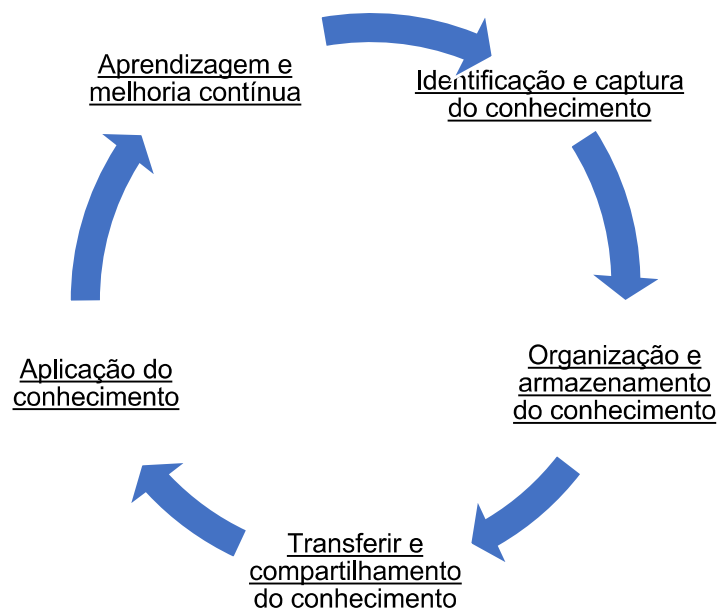 Aprendizagem e
melhoria contínua
Identificação e captura
do conhecimento
Organização e
armazenamento
do conhecimento
Transferir e
compartilhamento
do conhecimento
Aplicação do
conhecimento